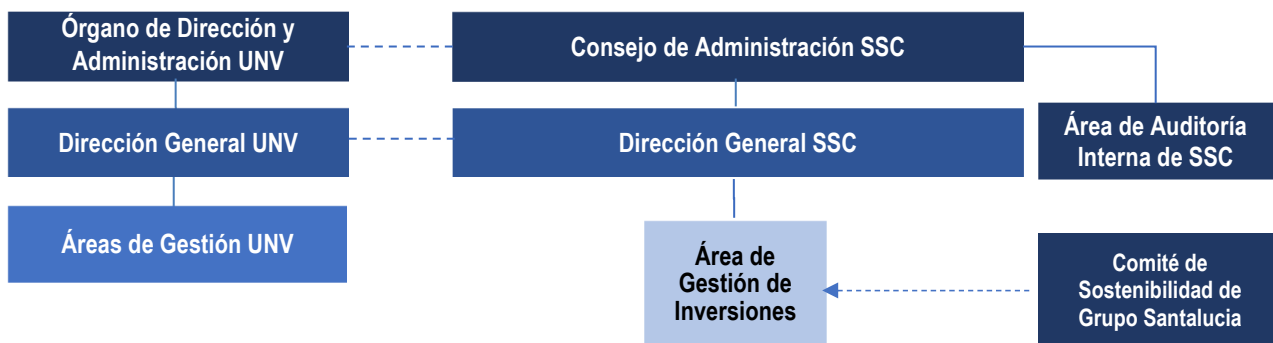 Órgano de Dirección y
Administración UNV
Consejo de Administración SSC
Dirección General UNV
Dirección General SSC
Área de Auditoría
Interna de SSC
Áreas de Gestión UNV
Área de
Gestión de
Inversiones
Comité de
Sostenibilidad de
Grupo Santalucia